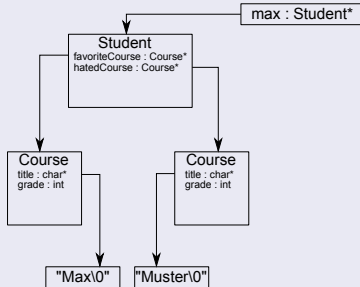 max : Student*
Student
favoriteCourse : Course*
hatedCourse : Course*
Course
title : char*
grade : int
Course
title : char*
grade : int
"Max\0"
"Muster\0"